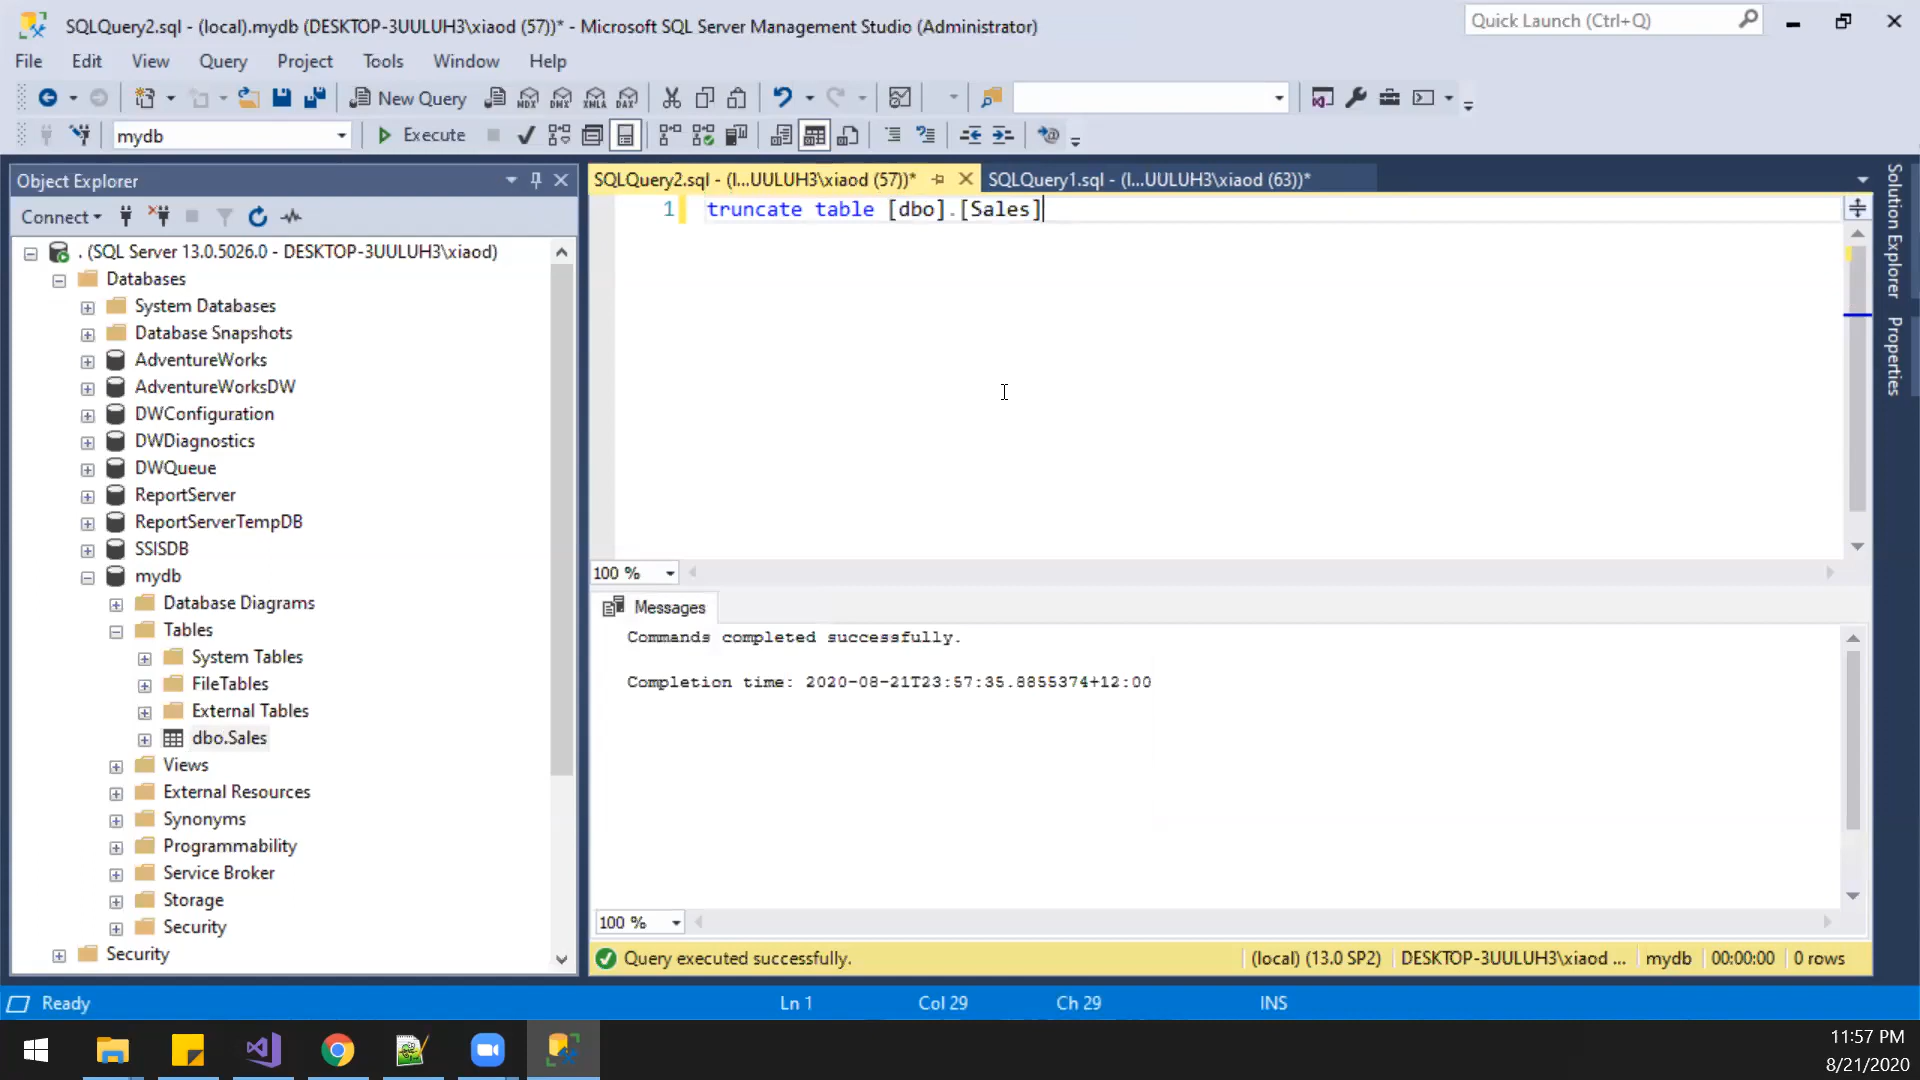 SQLQuery2.sql - (local).mydb (DESKTOP-3UULUH3\xiaod (57))* - Microsoft SQL Server Management Studio (Administrator)
Quick Launch (Ctrl+Q)
File Edit View Query Project Tools Window Help
New Query MDX DMX XMLA DAX
mydb Execute
Object Explorer
SQLQuery2.sql - (l...UULUH3\xiaod (57))* SQLQuery1.sql - (l...UULUH3\xiaod (63))*
Connect
1 truncate table [dbo].[Sales]
. (SQL Server 13.0.5026.0 - DESKTOP-3UULUH3\xiaod)
Databases
System Databases
Database Snapshots
AdventureWorks
AdventureWorksDW
DWConfiguration
DWDiagnostics
DWQueue
ReportServer
ReportServerTempDB
SSISDB
mydb
Database Diagrams
Tables
System Tables
FileTables
External Tables
dbo.Sales
Views
External Resources
Synonyms
Programmability
Service Broker
Storage
Security
Security
100 %
Messages
Commands completed successfully.
Completion time: 2020-08-21T23:57:35.8855374+12:00
100 %
Query executed successfully. (local) (13.0 SP2) DESKTOP-3UULUH3\xiaod ... mydb 00:00:00 0 rows
Solution Explorer
Properties
Ready Ln 1 Col 29 Ch 29 INS
11:57 PM
8/21/2020